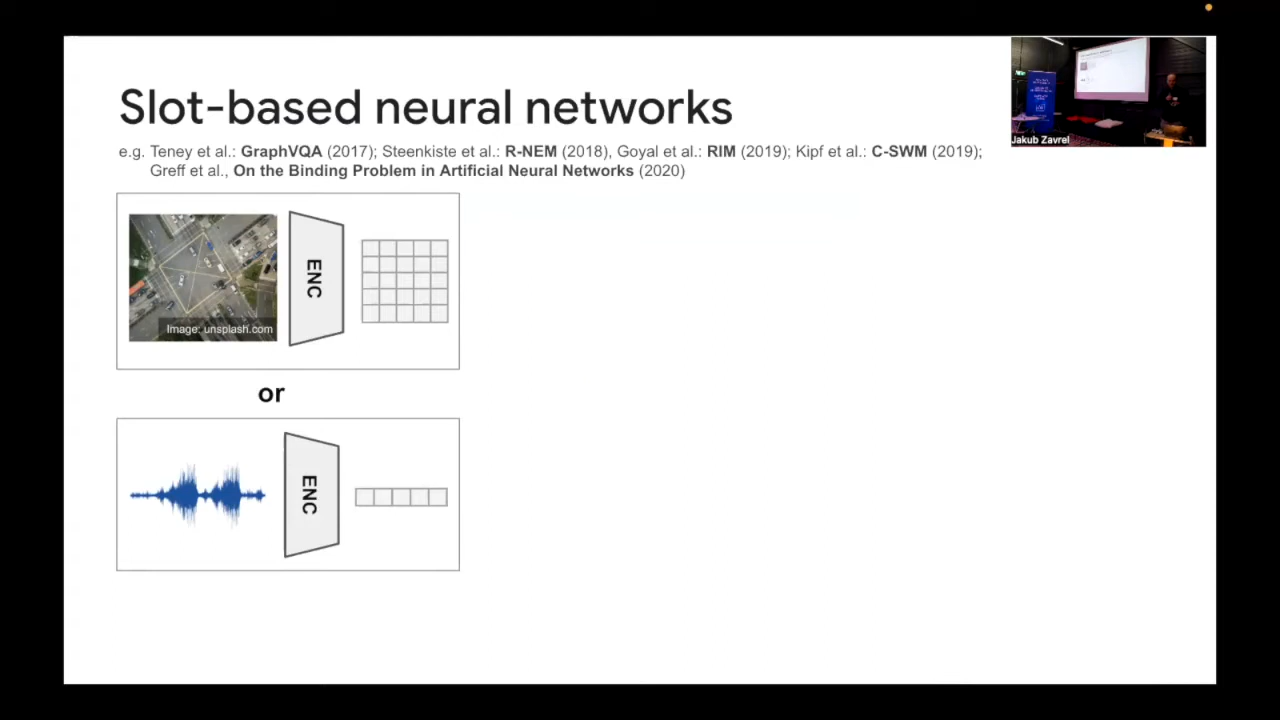 Slot-based neural networks
e.g. Teney et al.: GraphVQA (2017); Steenkiste et al.: R-NEM (2018), Goyal et al.: RIM (2019); Kipf et al.: C-SWM (2019);
Greff et al., On the Binding Problem in Artificial Neural Networks (2020)
Jakub Zavrel
ENC
Image: unsplash.com
or
ENC